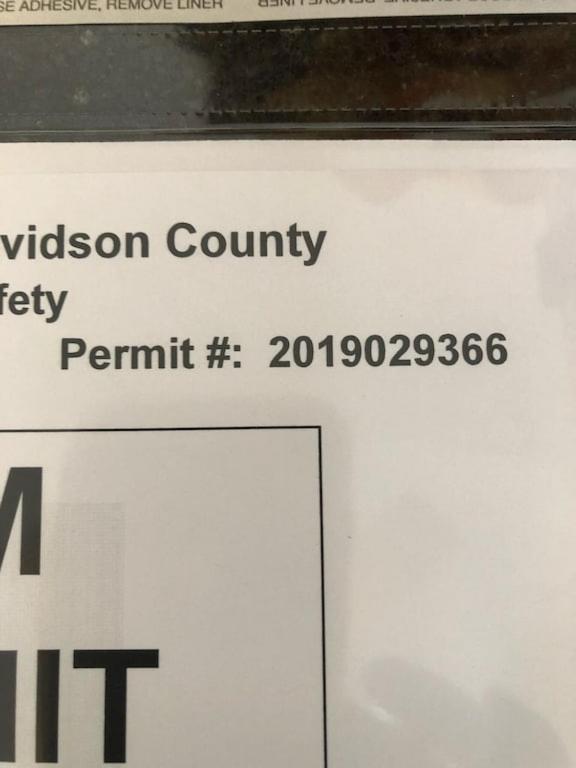 SE ADHESIVE, REMOVE LINER
vidson County
fety
Permit #: 2019029366
M
IT